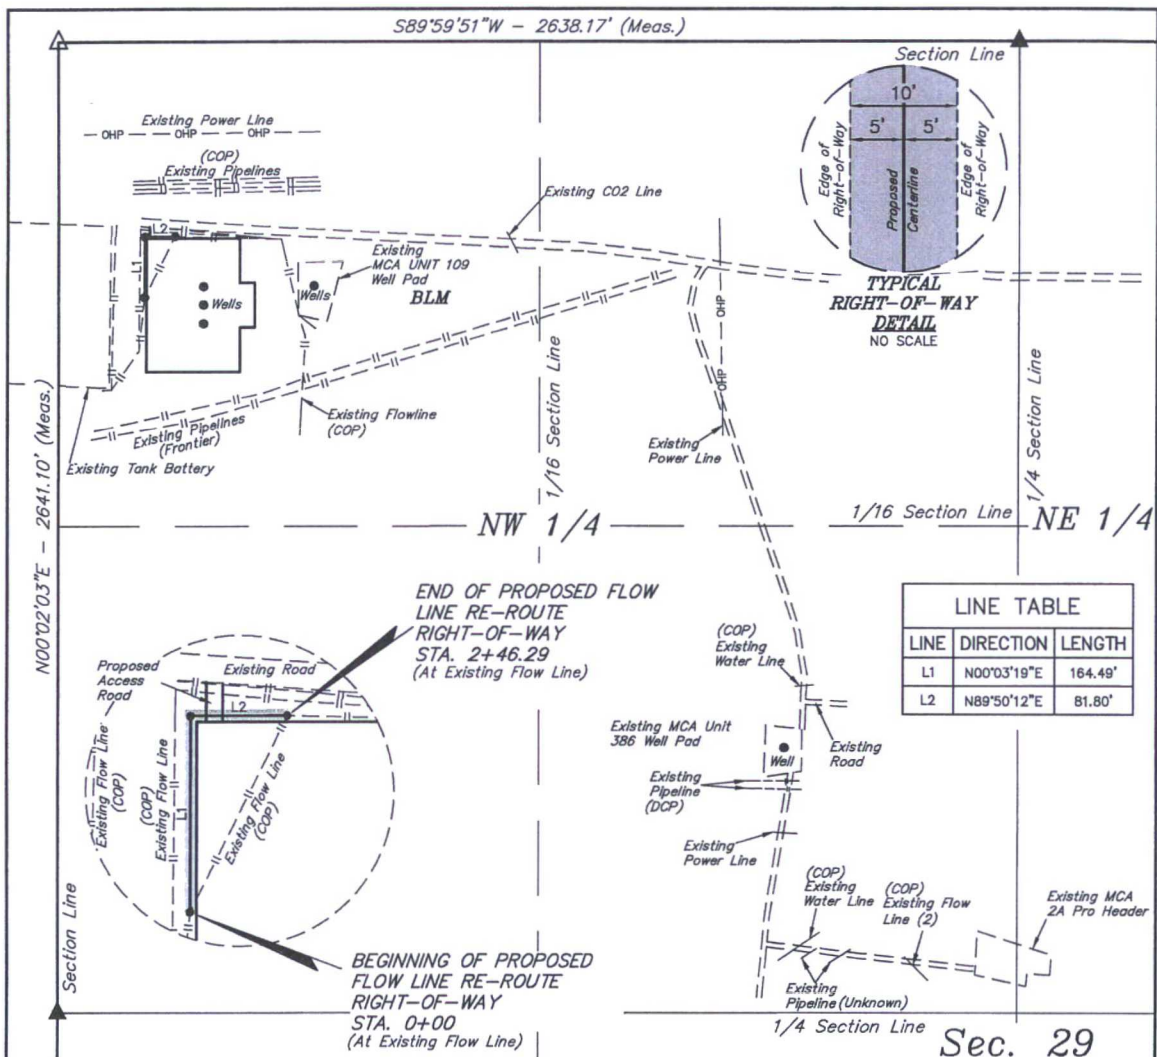 S89°59'51"W - 2638.17' (Meas.)
Section Line
10'
5' 5'
Edge of
Right-of-Way
Proposed
Centerline
Edge of
Right-of-Way
TYPICAL
RIGHT-OF-WAY
DETAIL
NO SCALE
Existing Power Line
OHP OHP OHP
(COP)
Existing Pipelines
Existing CO2 Line
L2
L1
Wells
Existing
MCA UNIT 109
Well Pad
Wells
BLM
OHP
OHP
Existing Flowline
(COP)
Existing Pipelines
(Frontier)
Existing Tank Battery
Existing
Power Line
1/16 Section Line
1/4 Section Line
N00°02'03"E - 2641.10' (Meas.)
NW 1/4
1/16 Section Line
NE 1/4
END OF PROPOSED FLOW
LINE RE-ROUTE
RIGHT-OF-WAY
STA. 2+46.29
(At Existing Flow Line)
Proposed
Access
Road
Existing Road
L2
L1
Existing Flow Line
(COP)
(COP)
Existing Flow Line
Existing Flow Line
(COP)
LINE TABLE
LINE DIRECTION LENGTH
L1 N00°03'19"E 164.49'
L2 N89°50'12"E 81.80'
(COP)
Existing
Water Line
Existing MCA Unit
386 Well Pad
Well
Existing
Road
Existing
Pipeline
(DCP)
Existing
Power Line
(COP)
Existing
Water Line
(COP)
Existing Flow
Line (2)
Existing MCA
2A Pro Header
Existing
Pipeline (Unknown)
Section Line
BEGINNING OF PROPOSED
FLOW LINE RE-ROUTE
RIGHT-OF-WAY
STA. 0+00
(At Existing Flow Line)
1/4 Section Line
Sec. 29